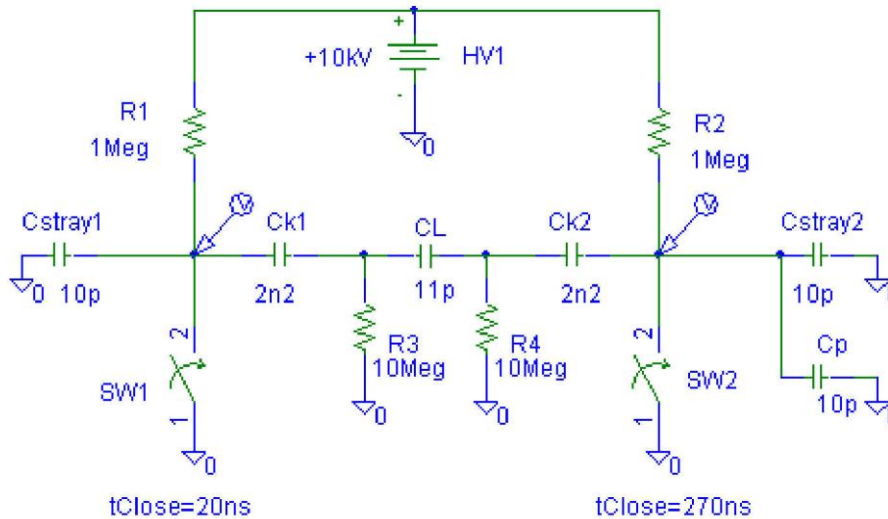 +
+10kV
HV1
-
0
R1
1Meg
R2
1Meg
V
V
Cstray1
Ck1
CL
Ck2
Cstray2
0
10p
2n2
11p
2n2
10p
R3
10Meg
R4
10Meg
Cp
10p
2
SW1
1
2
SW2
1
0
0
0
0
tClose=20ns
tClose=270ns